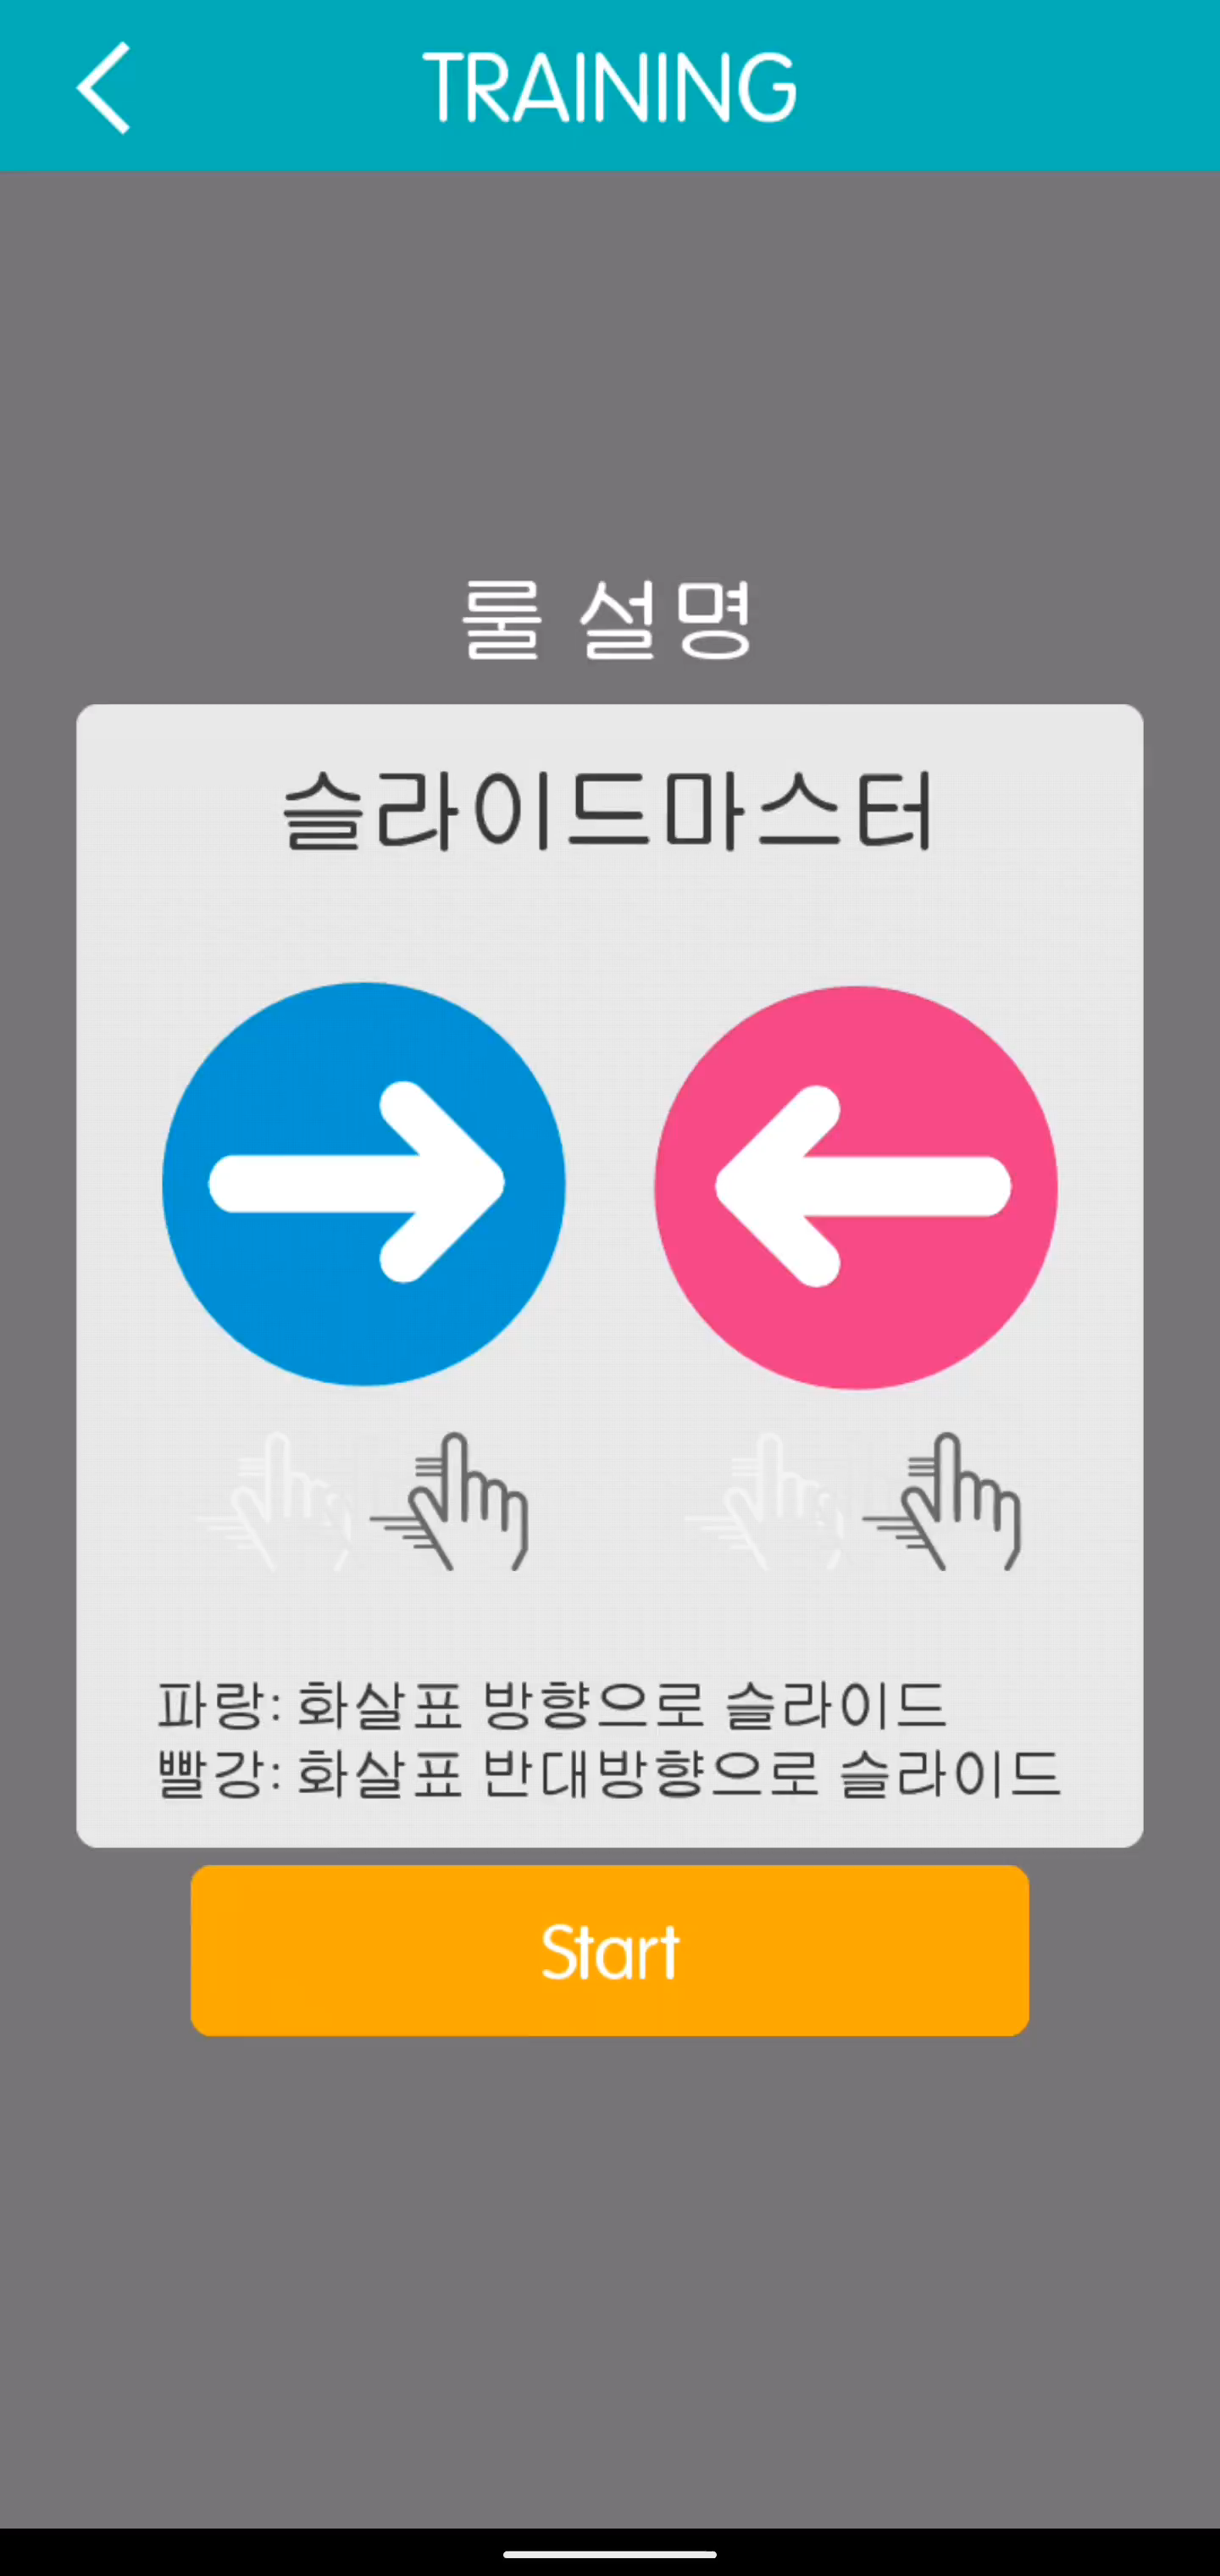 TRAINING
룰 설명
슬라이드마스터
파랑: 화살표 방향으로 슬라이드
빨강: 화살표 반대방향으로 슬라이드
Start